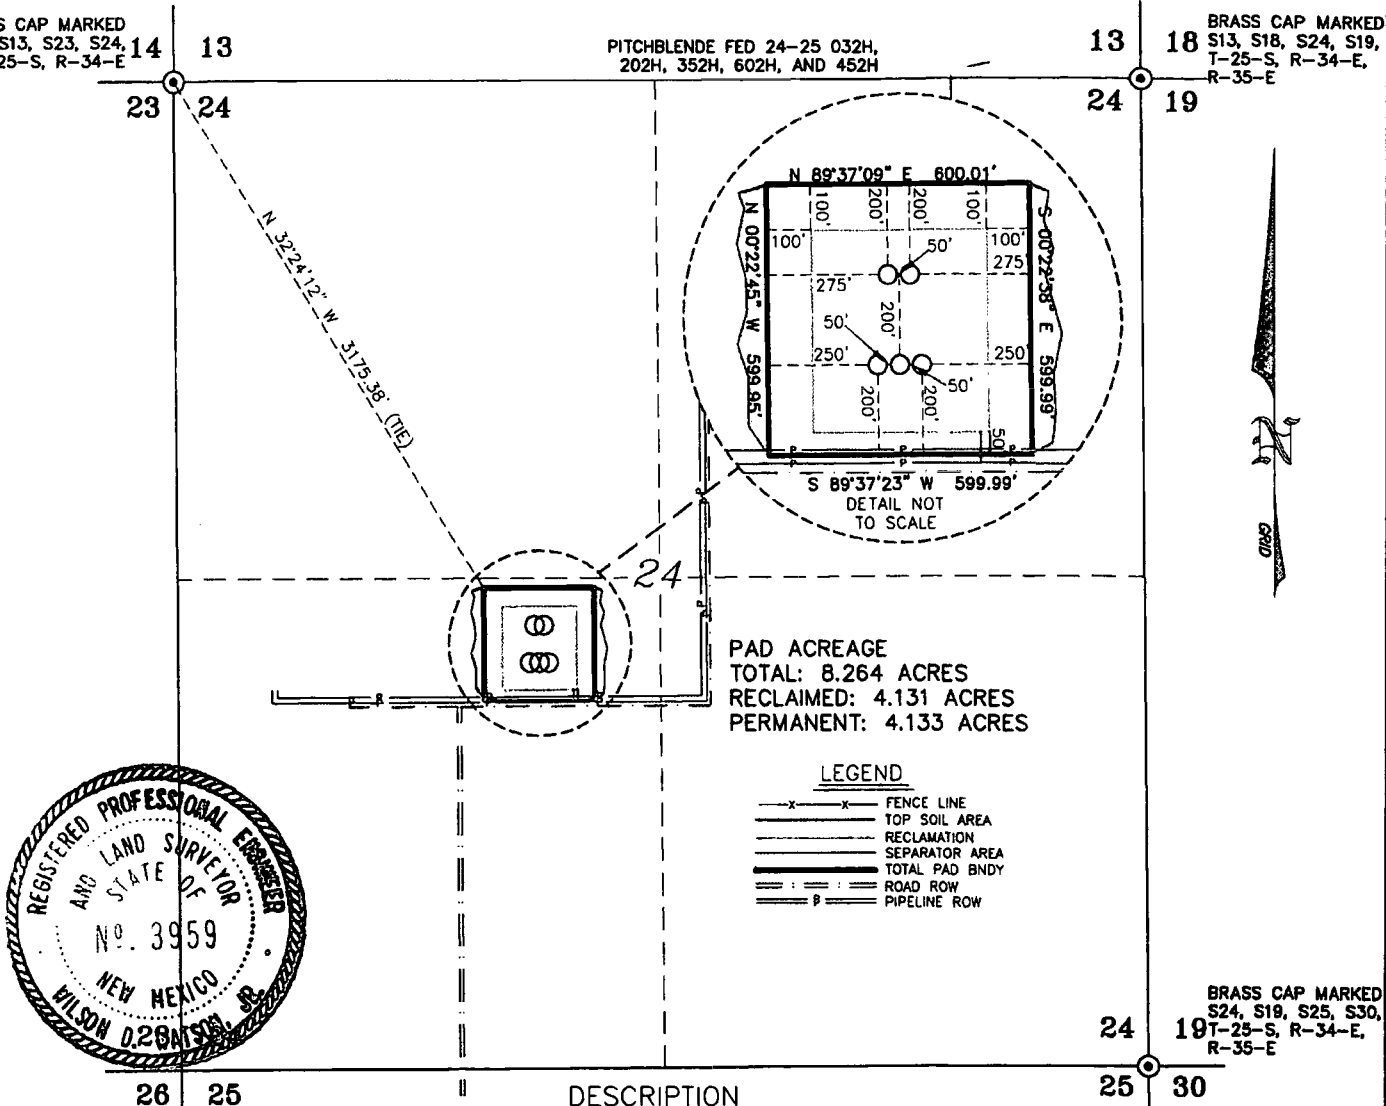 S CAP MARKED
S13, S23, S24,
25-S, R-34-E
14 13
23 24
PITCHBLENDE FED 24-25 032H,
202H, 352H, 602H, AND 452H
13 18
24 19
BRASS CAP MARKED
S13, S18, S24, S19,
T-25-S, R-34-E,
R-35-E
N 32°24'12" W 3175.38' (TIE)
N 89°37'09" E 600.01'
100' 200' 200' 100'
N 00°22'45" W 599.95'
S 00°22'38" E 599.99'
100' 100'
50'
275' 275'
200'
50'
250' 250'
50'
200' 200'
50'
P P P
P P P
S 89°37'23" W 599.99'
DETAIL NOT
TO SCALE
GRID
24
P
P
PAD ACREAGE
TOTAL: 8.264 ACRES
RECLAIMED: 4.131 ACRES
PERMANENT: 4.133 ACRES
LEGEND
x x FENCE LINE
TOP SOIL AREA
RECLAMATION
SEPARATOR AREA
TOTAL PAD BNDY
ROAD ROW
PIPELINE ROW
REGISTERED PROFESSIONAL ENGINEER
AND LAND SURVEYOR
STATE OF
Nº. 3959
NEW MEXICO
WILSON D. WATSON, JR.
24 19
25 30
BRASS CAP MARKED
S24, S19, S25, S30,
T-25-S, R-34-E,
R-35-E
26 25
DESCRIPTION